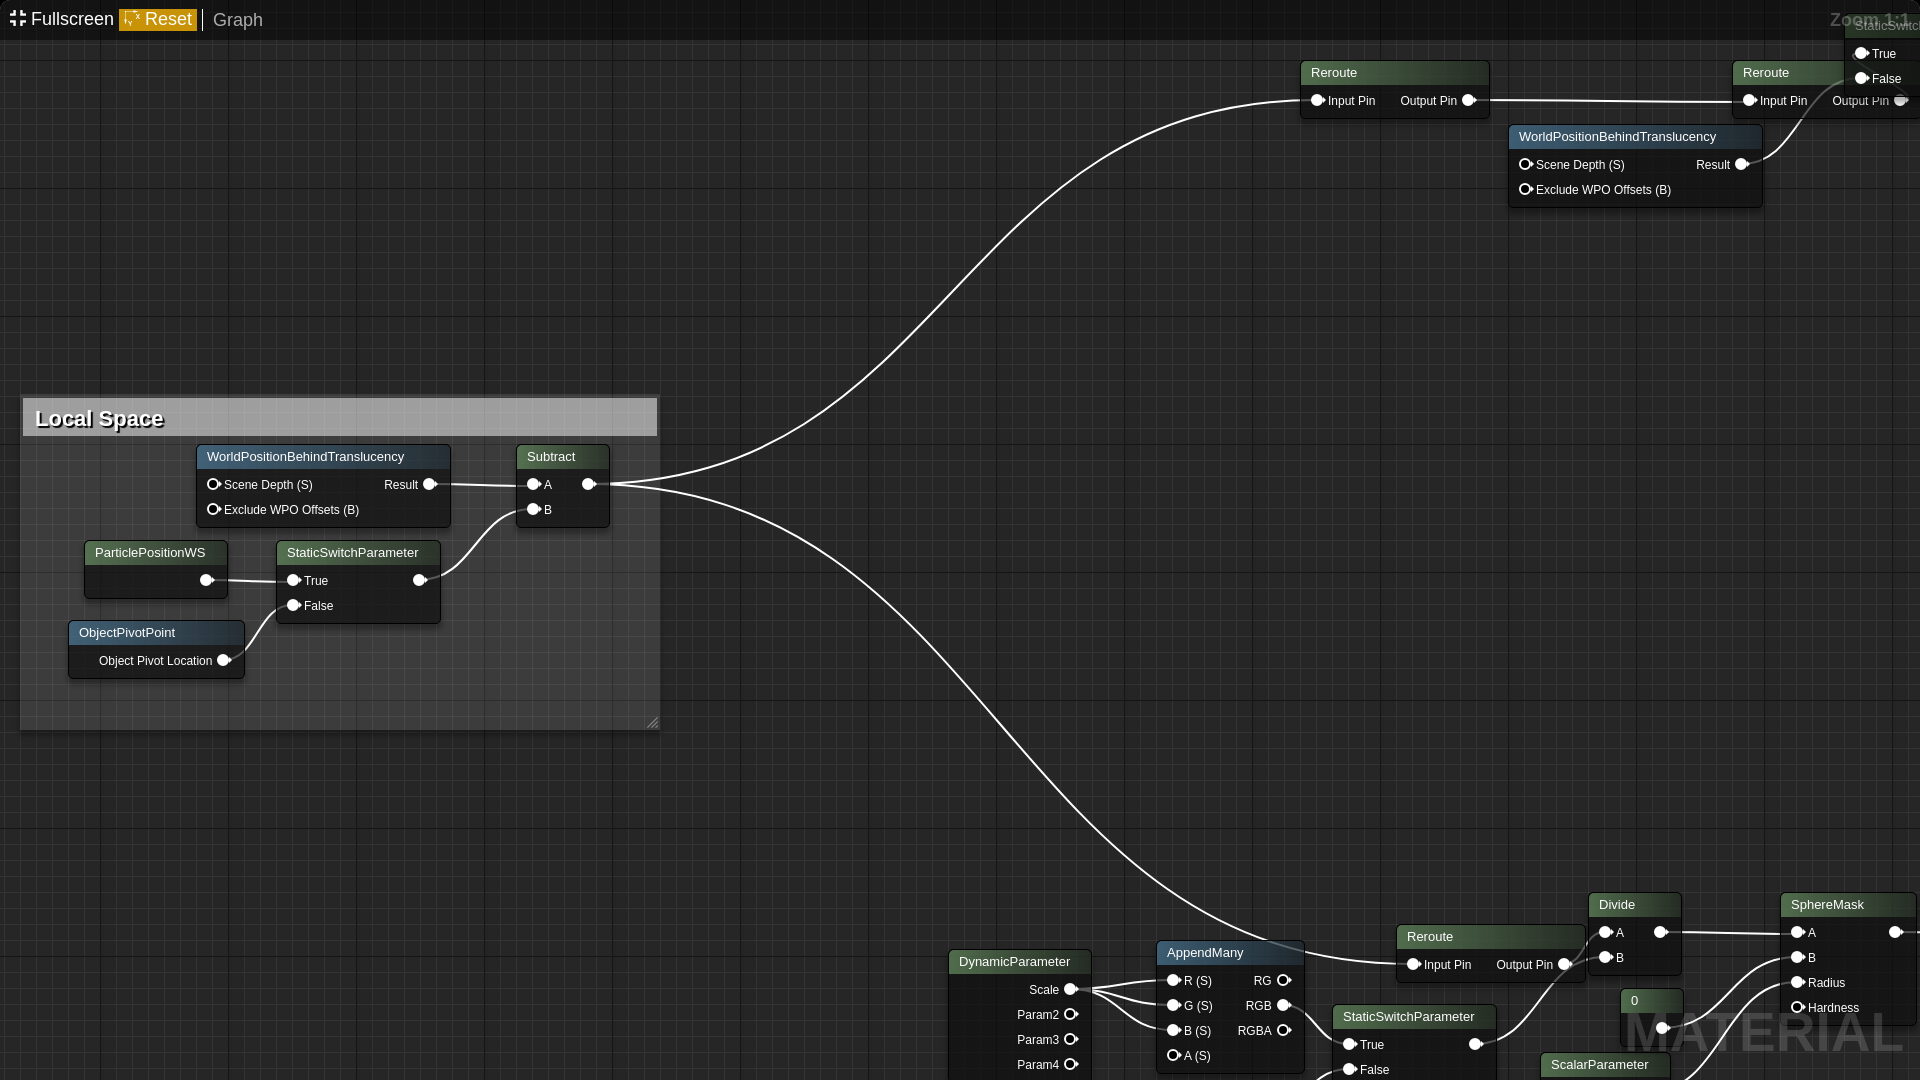 Fullscreen Reset Graph
Zoom 1:1
StaticSwitch
True
False
Reroute
Input Pin Output Pin
Reroute
Input Pin Output Pin
WorldPositionBehindTranslucency
Scene Depth (S) Result
Exclude WPO Offsets (B)
Local Space
WorldPositionBehindTranslucency
Scene Depth (S) Result
Exclude WPO Offsets (B)
Subtract
A
B
ParticlePositionWS
StaticSwitchParameter
True
False
ObjectPivotPoint
Object Pivot Location
DynamicParameter
Scale
Param2
Param3
Param4
AppendMany
R (S) RG
G (S) RGB
B (S) RGBA
A (S)
Reroute
Input Pin Output Pin
StaticSwitchParameter
True
False
Divide
A
B
0
ScalarParameter
SphereMask
A
B
Radius
Hardness
MATERIAL